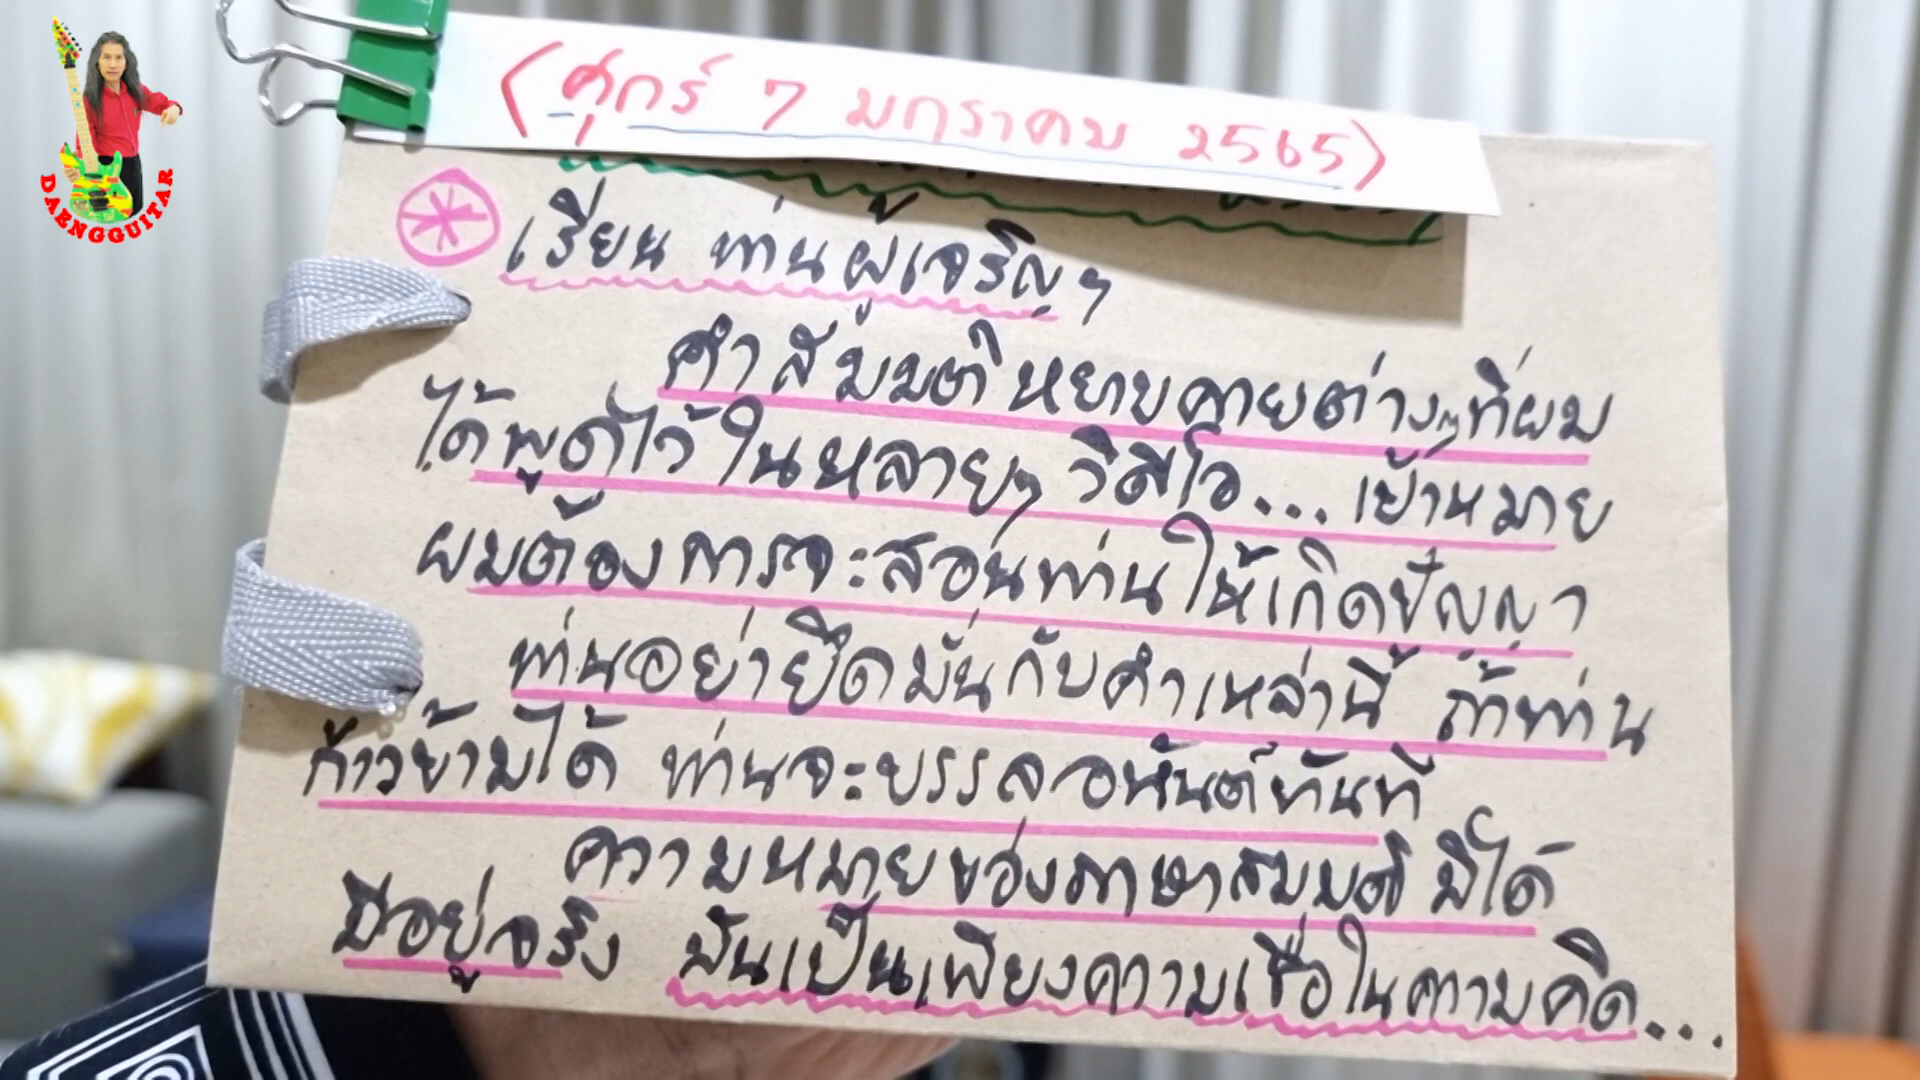 DAENGGUITAR
(ศุกร์ 7 มกราคม 2565)
เรียน ท่านผู้เจริญๆ
คำสัมมติหยาบคายต่างๆที่ผม
ได้พูดไว้ในหลายๆ วิดีโอ... เป้าหมาย
ผมต้องการจะสอนท่านให้เกิดปัญญา
ท่านอย่ายึดมั่นกับคำเหล่านี้ ถ้าท่าน
ก้าวข้ามได้ ท่านจะบรรลุอนันต์ทันที
ความหมายของภาษาสมมติ มิได้
มีอยู่จริง มันเป็นเพียงความเชื่อในความคิด...